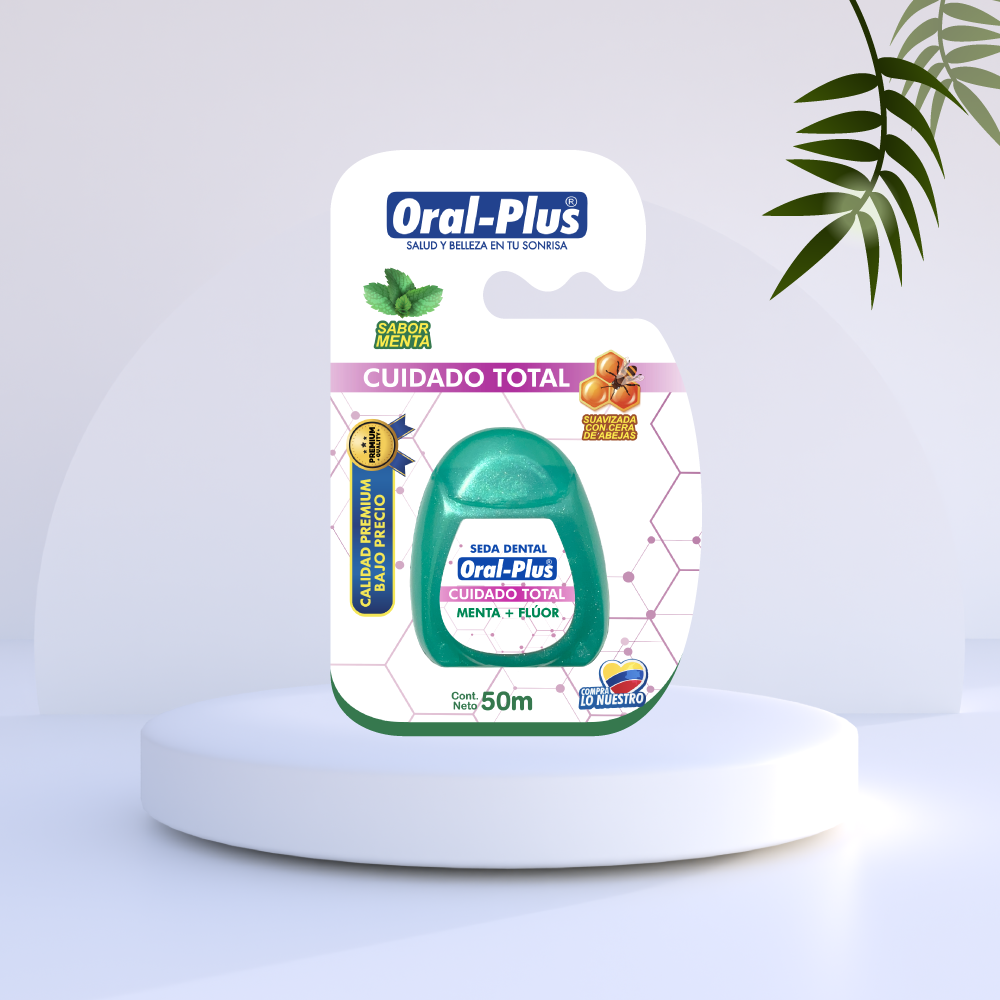 Oral-Plus®
SALUD Y BELLEZA EN TU SONRISA
SABOR
MENTA
CUIDADO TOTAL
SUAVIZADA
CON CERA
DE ABEJAS
PREMIUM
QUALITY
CALIDAD PREMIUM
BAJO PRECIO
SEDA DENTAL
Oral-Plus®
CUIDADO TOTAL
MENTA + FLÚOR
Cont.
Neto 50m
COMPRA
LO NUESTRO